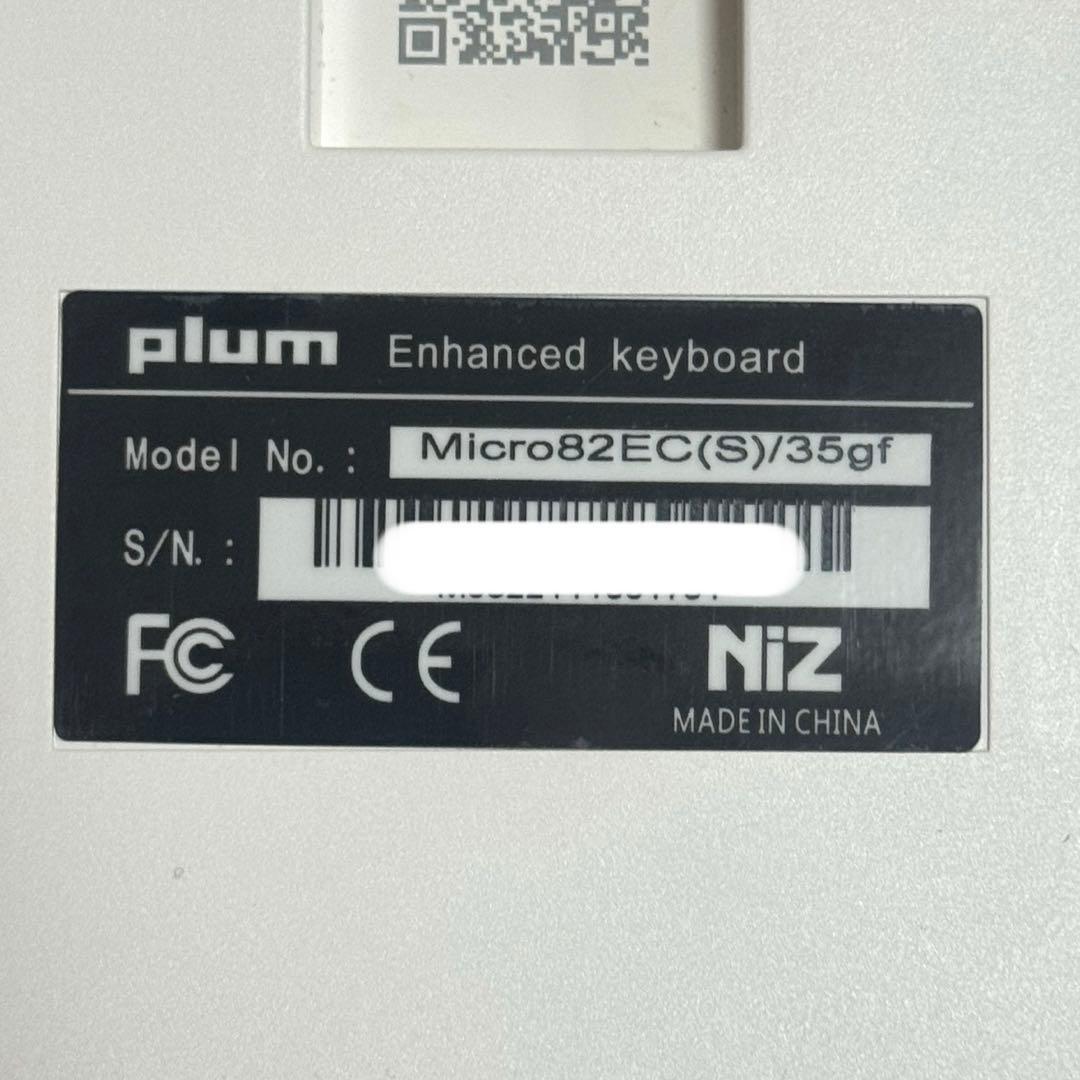 plum Enhanced keyboard
Model No. : Micro82EC(S)/35gf
S/N. :
FC CE NiZ
MADE IN CHINA